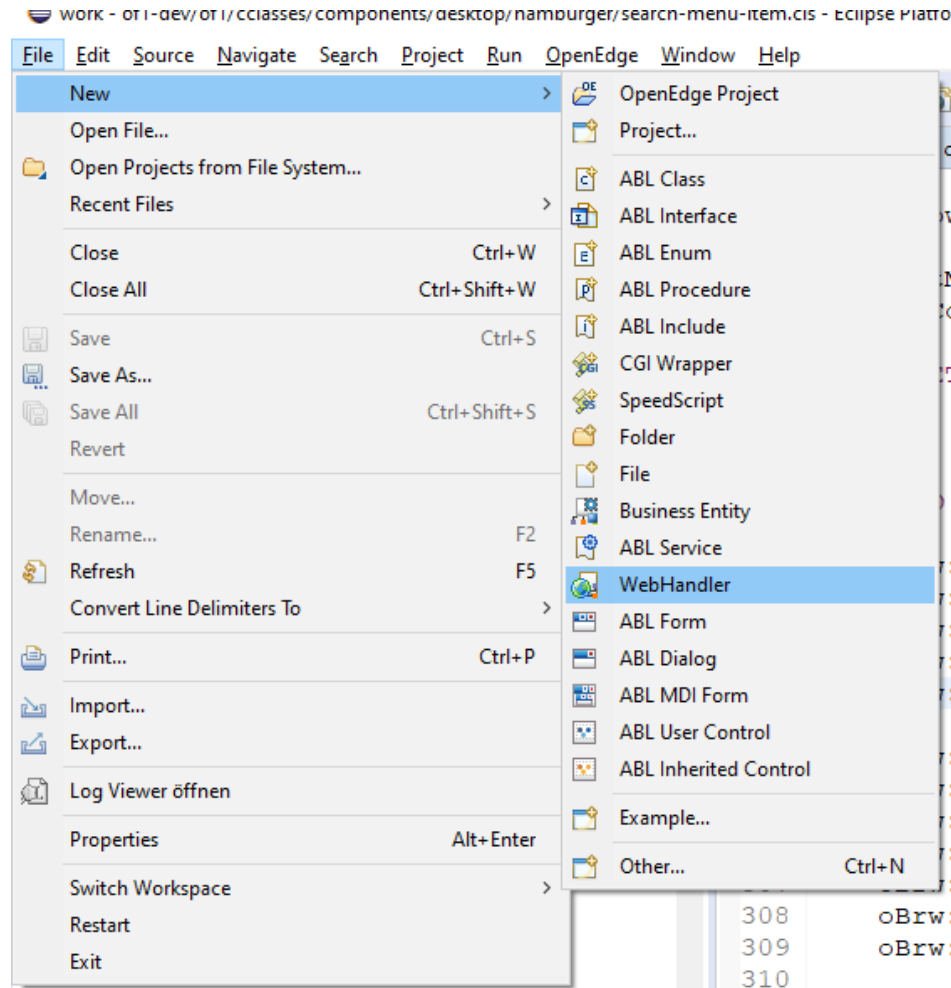 work - of1-dev/of1/cclasses/components/desktop/hamburger/search-menu-item.cls - Eclipse Platfo
File Edit Source Navigate Search Project Run OpenEdge Window Help
New >
Open File...
Open Projects from File System...
Recent Files >
Close Ctrl+W
Close All Ctrl+Shift+W
Save Ctrl+S
Save As...
Save All Ctrl+Shift+S
Revert
Move...
Rename... F2
Refresh F5
Convert Line Delimiters To >
Print... Ctrl+P
Import...
Export...
Log Viewer öffnen
Properties Alt+Enter
Switch Workspace >
Restart
Exit
OpenEdge Project
Project...
ABL Class
ABL Interface
ABL Enum
ABL Procedure
ABL Include
CGI Wrapper
SpeedScript
Folder
File
Business Entity
ABL Service
WebHandler
ABL Form
ABL Dialog
ABL MDI Form
ABL User Control
ABL Inherited Control
Example...
Other... Ctrl+N
308 oBrw:
309 oBrw:
310